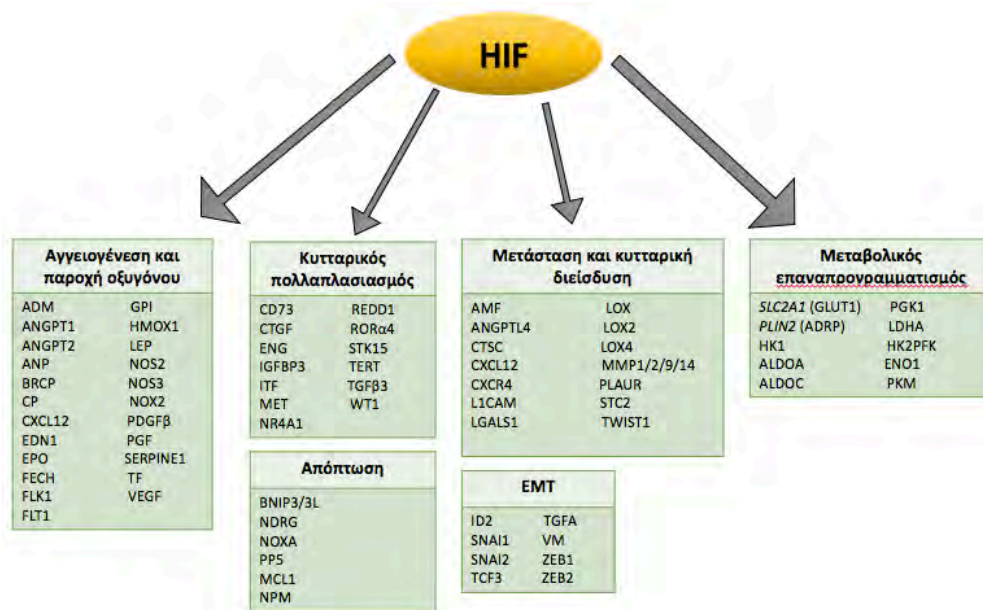 HIF
Αγγειογένεση και
παροχή οξυγόνου
ADM GPI
ANGPT1 HMOX1
ANGPT2 LEP
ANP NOS2
BRCP NOS3
CP NOX2
CXCL12 PDGFβ
EDN1 PGF
EPO SERPINE1
FECH TF
FLK1 VEGF
FLT1
Κυτταρικός
πολλαπλασιασμός
CD73 REDD1
CTGF RORα4
ENG STK15
IGFBP3 TERT
ITF TGFβ3
MET WT1
NR4A1
Απόπτωση
BNIP3/3L
NDRG
NOXA
PP5
MCL1
NPM
Μετάσταση και κυτταρική
διείσδυση
AMF LOX
ANGPTL4 LOX2
CTSC LOX4
CXCL12 MMP1/2/9/14
CXCR4 PLAUR
L1CAM STC2
LGALS1 TWIST1
EMT
ID2 TGFA
SNAI1 VM
SNAI2 ZEB1
TCF3 ZEB2
Μεταβολικός
επαναπρογραμματισμός
SLC2A1 (GLUT1) PGK1
PLIN2 (ADRP) LDHA
HK1 HK2PFK
ALDOA ENO1
ALDOC PKM